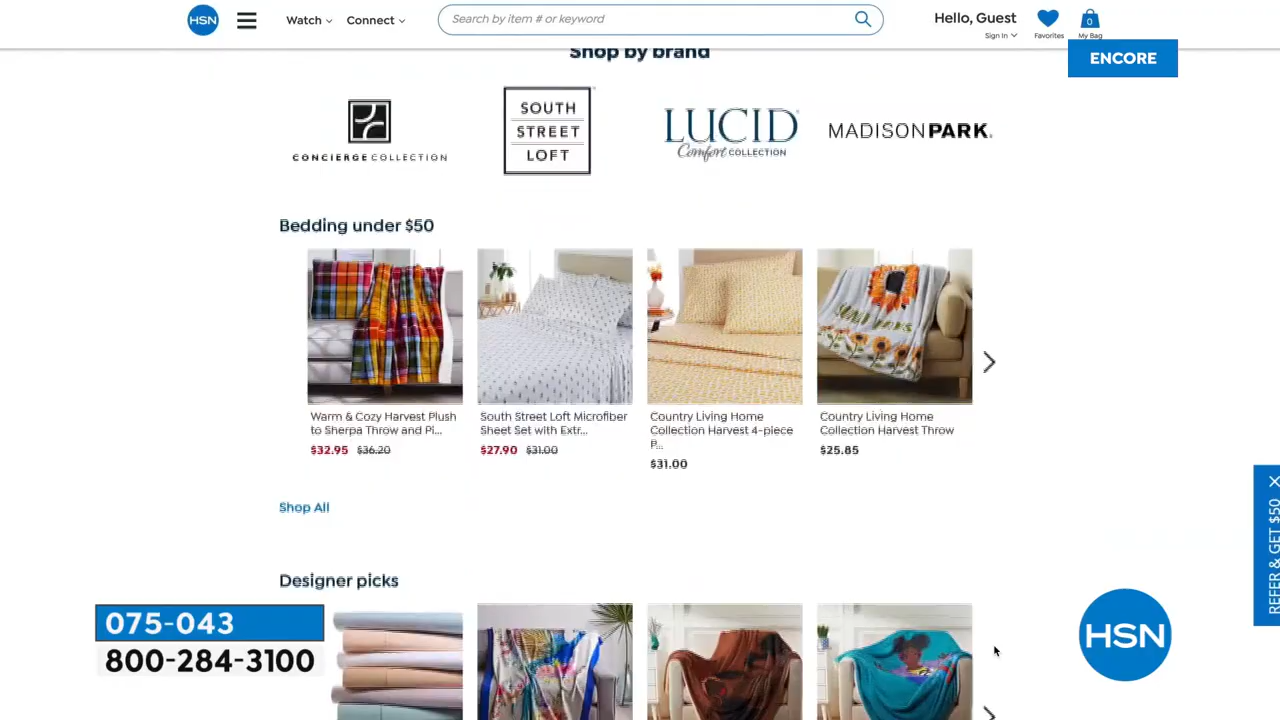 HSN
Watch
Connect
Search by item # or keyword
Hello, Guest
Sign In
Favorites
0
My Bag
ENCORE
Shop by brand
CONCIERGE COLLECTION
SOUTH
STREET
LOFT
LUCID
Comfort COLLECTION
MADISON PARK.
Bedding under $50
Warm & Cozy Harvest Plush
to Sherpa Throw and Pi...
$32.95 $36.20
South Street Loft Microfiber
Sheet Set with Extr...
$27.90 $31.00
Country Living Home
Collection Harvest 4-piece
P...
$31.00
Country Living Home
Collection Harvest Throw
$25.85
Shop All
REFER & GET $50
Designer picks
075-043
800-284-3100
HSN